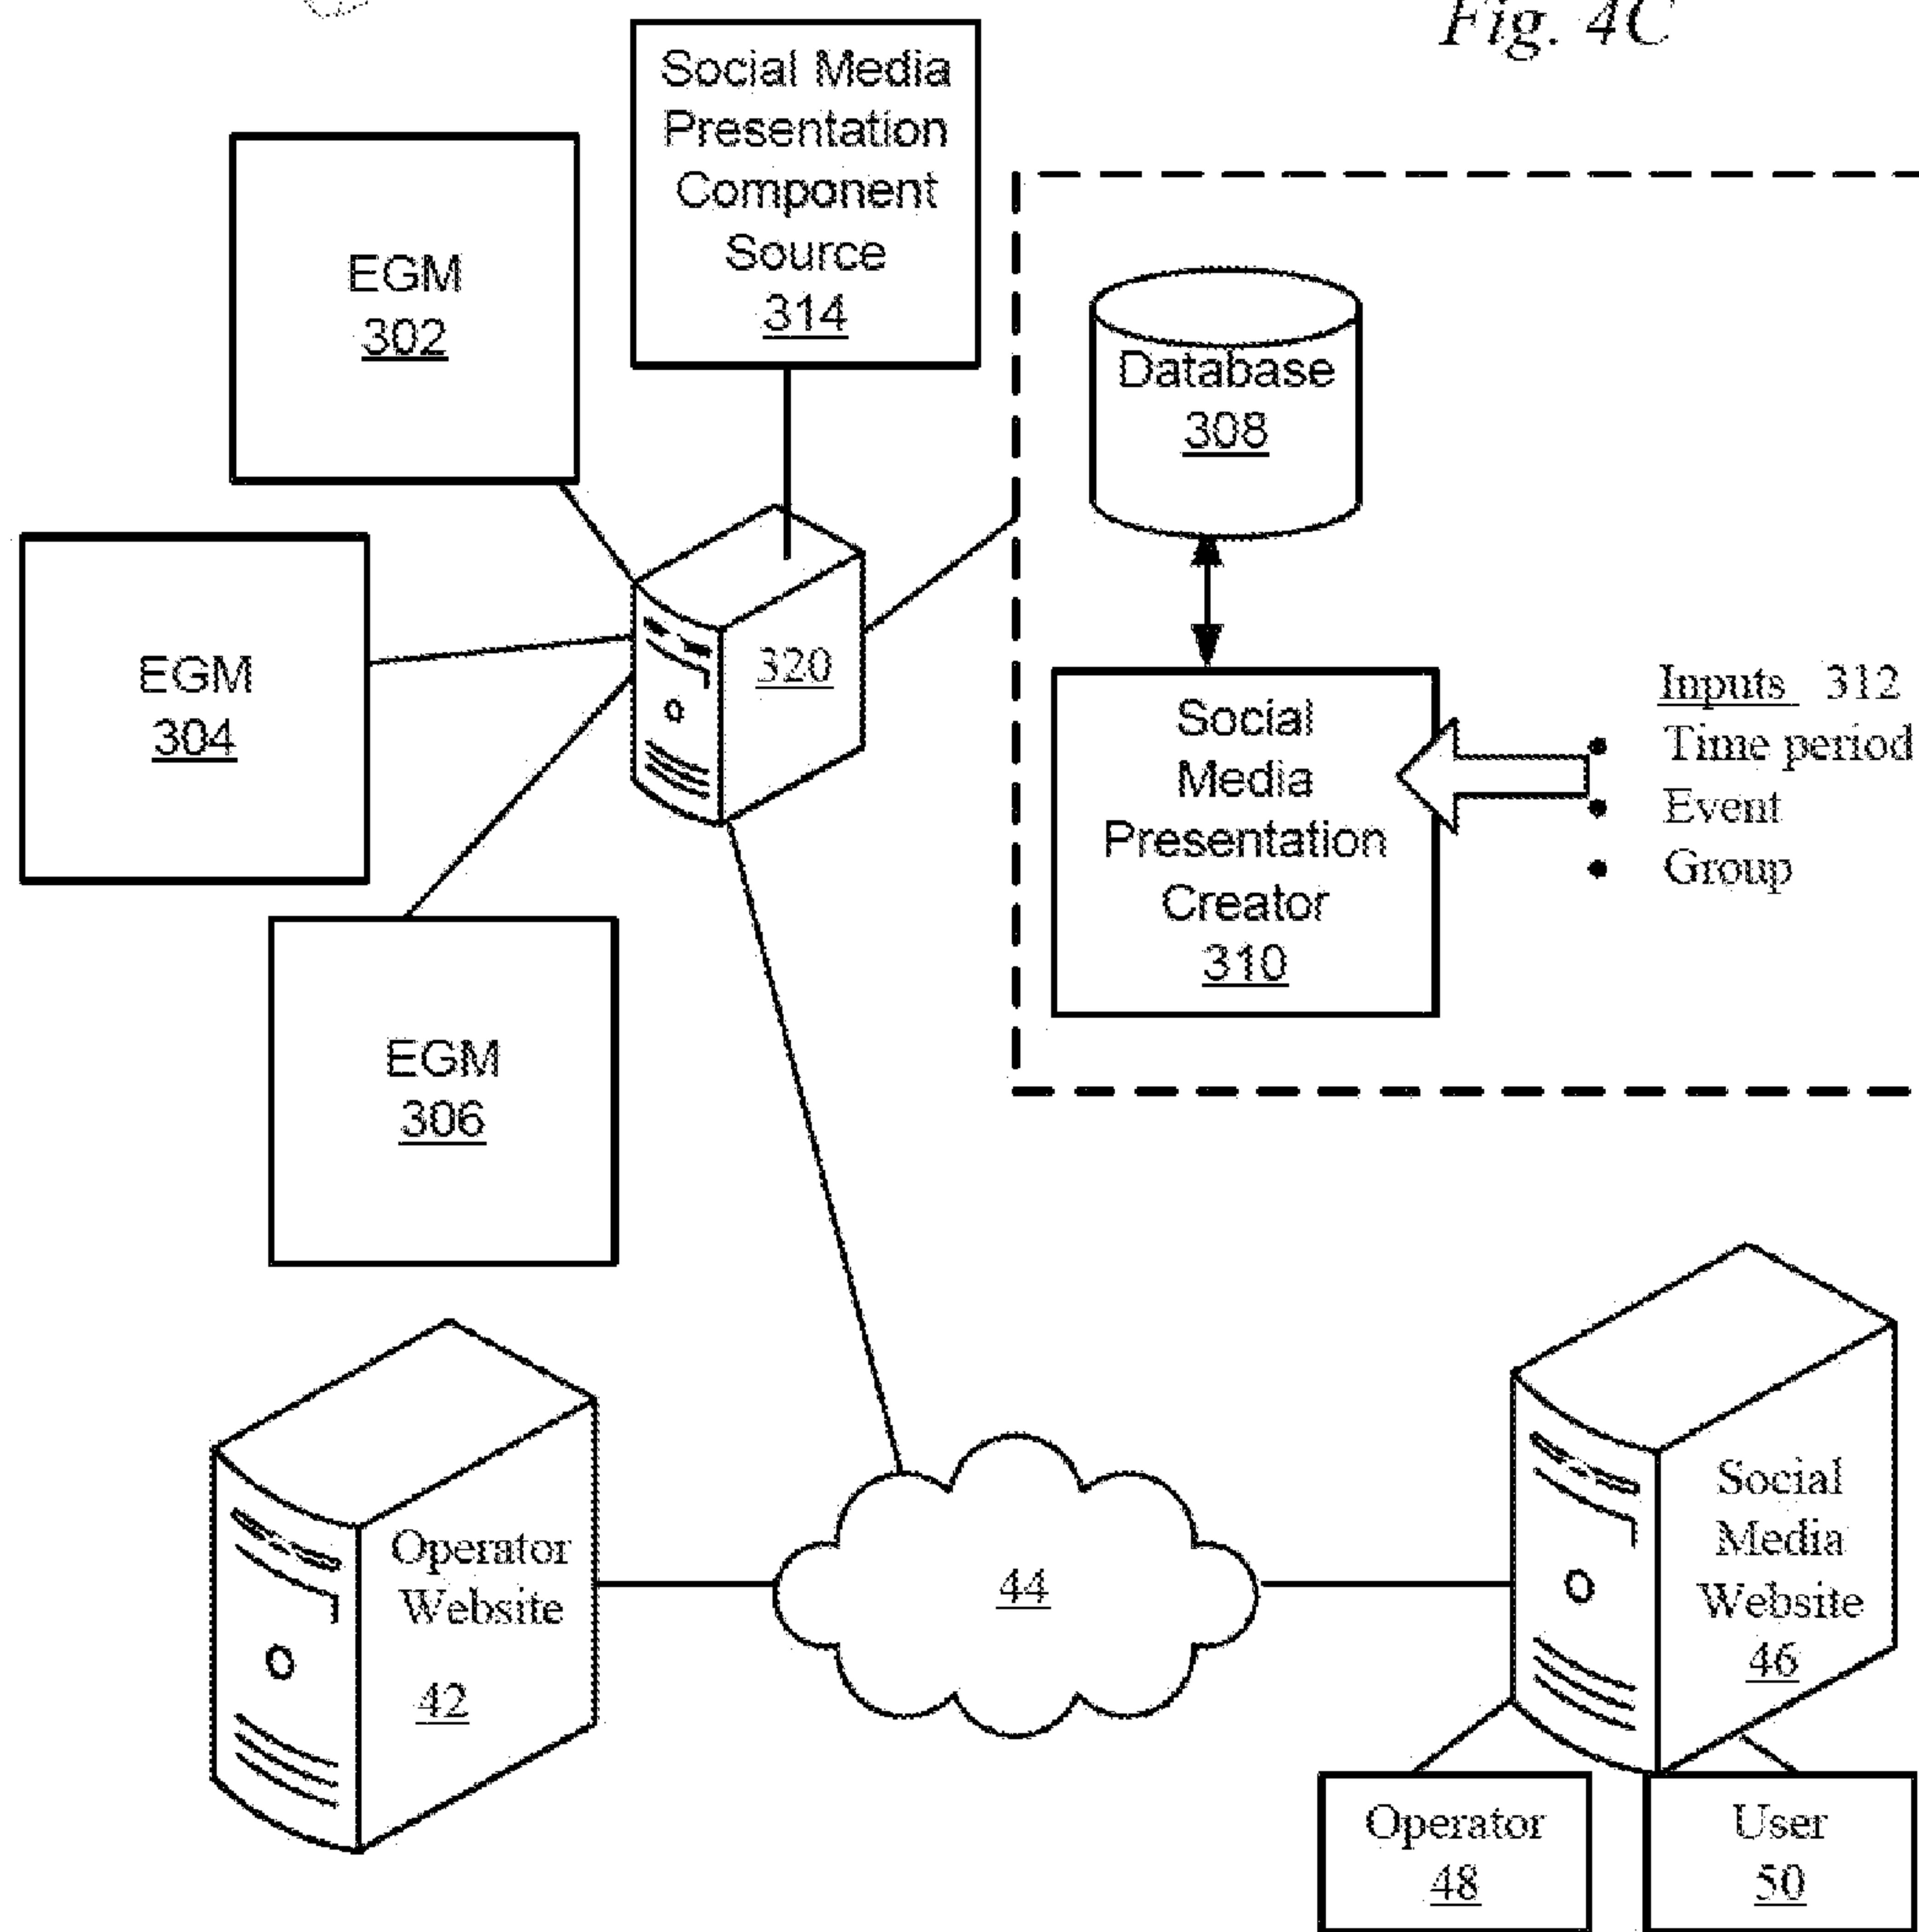 Fig. 4C
Social Media
Presentation
Component
Source
314
EGM
302
Database
308
EGM
304
320
Social
Media
Presentation
Creator
310
Inputs 312
• Time period
• Event
• Group
EGM
306
Operator
Website
42
44
Social
Media
Website
46
Operator
48
User
50